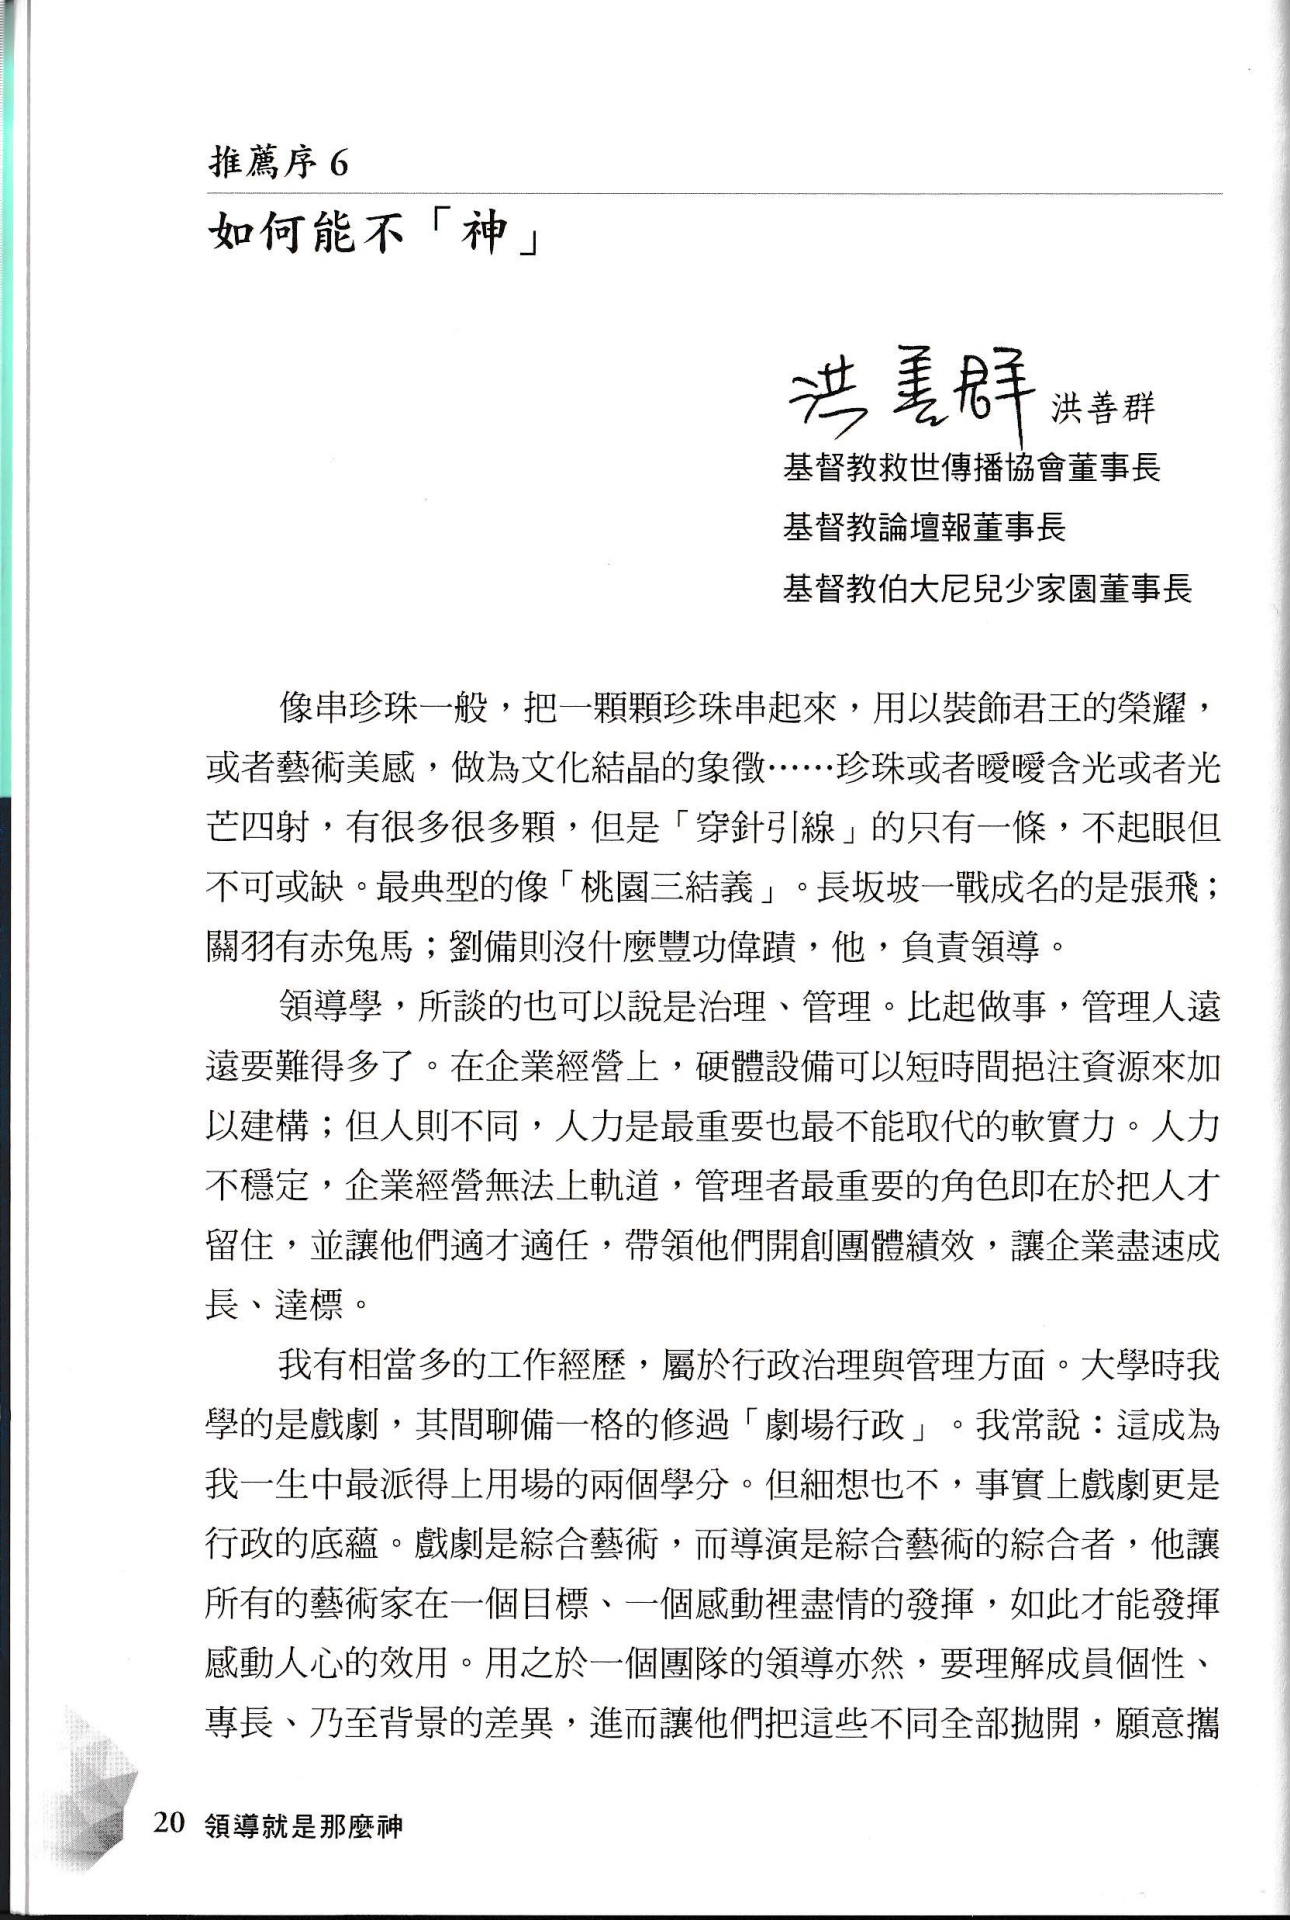 推薦序 6
如何能不「神」
洪善群 洪善群
基督教救世傳播協會董事長
基督教論壇報董事長
基督教伯大尼兒少家園董事長
像串珍珠一般，把一顆顆珍珠串起來，用以裝飾君王的榮耀，
或者藝術美感，做為文化結晶的象徵……珍珠或者曖曖含光或者光
芒四射，有很多很多顆，但是「穿針引線」的只有一條，不起眼但
不可或缺。最典型的像「桃園三結義」。長坂坡一戰成名的是張飛；
關羽有赤兔馬；劉備則沒什麼豐功偉蹟，他，負責領導。
領導學，所談的也可以說是治理、管理。比起做事，管理人遠
遠要難得多了。在企業經營上，硬體設備可以短時間挹注資源來加
以建構；但人則不同，人力是最重要也最不能取代的軟實力。人力
不穩定，企業經營無法上軌道，管理者最重要的角色即在於把人才
留住，並讓他們適才適任，帶領他們開創團體績效，讓企業盡速成
長、達標。
我有相當多的工作經歷，屬於行政治理與管理方面。大學時我
學的是戲劇，其間聊備一格的修過「劇場行政」。我常說：這成為
我一生中最派得上用場的兩個學分。但細想也不，事實上戲劇更是
行政的底蘊。戲劇是綜合藝術，而導演是綜合藝術的綜合者，他讓
所有的藝術家在一個目標、一個感動裡盡情的發揮，如此才能發揮
感動人心的效用。用之於一個團隊的領導亦然，要理解成員個性、
專長、乃至背景的差異，進而讓他們把這些不同全部拋開，願意攜
20 領導就是那麼神